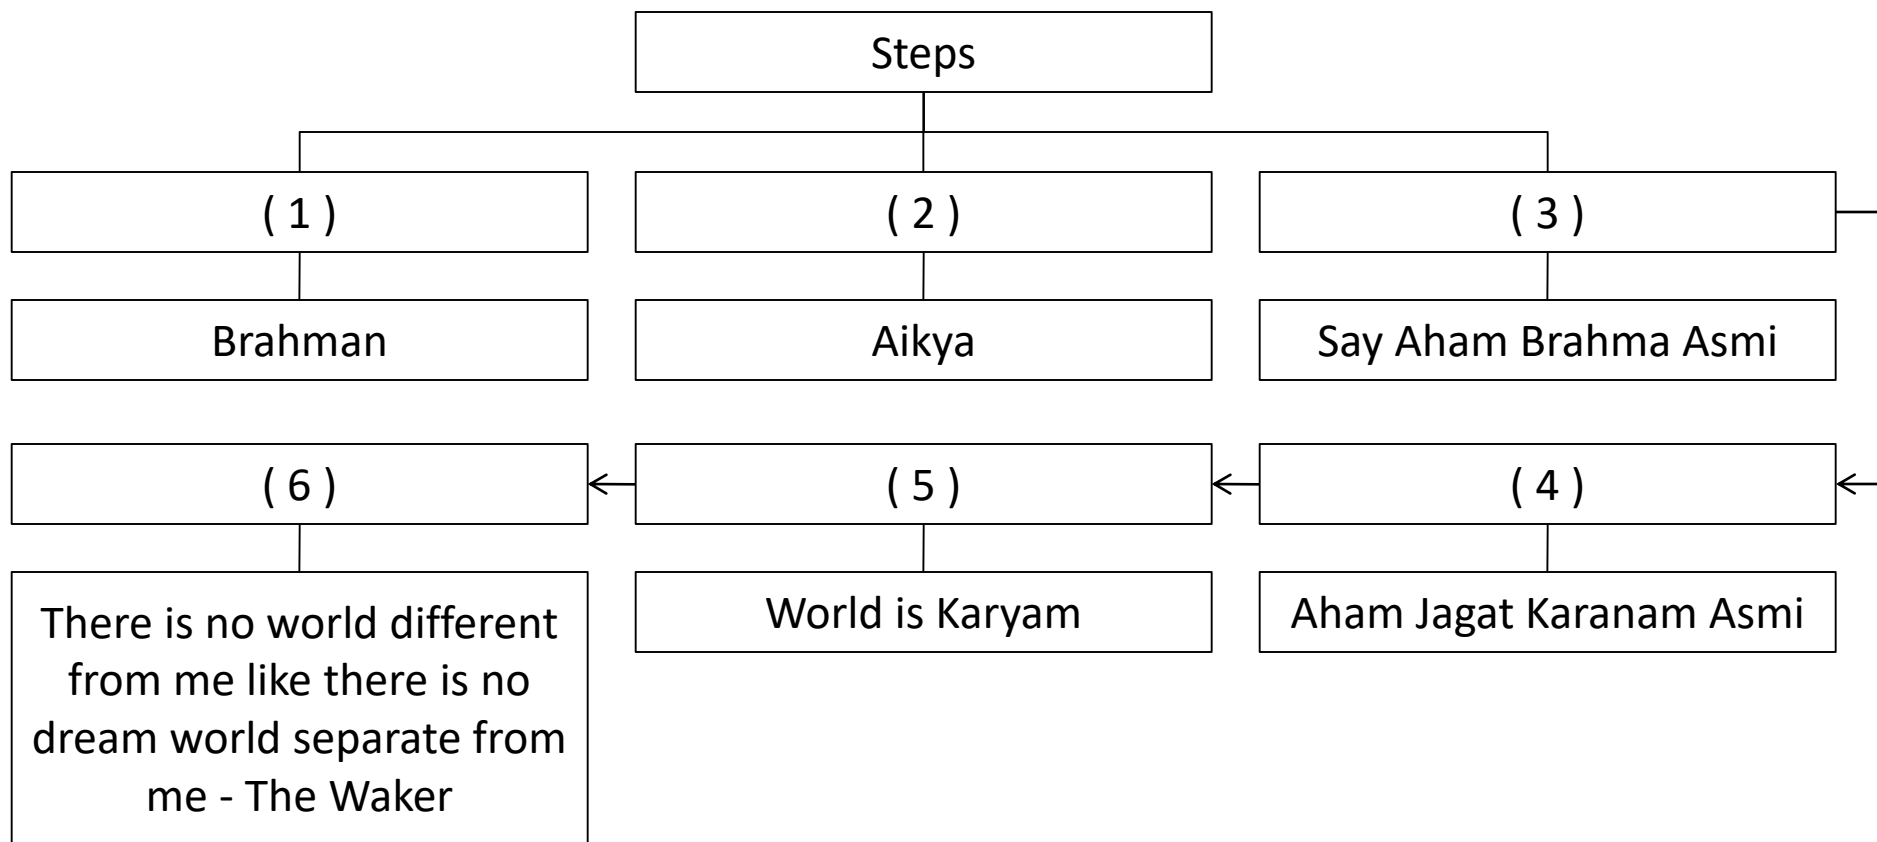 Steps
( 1 )
( 2 )
( 3 )
Brahman
Aikya
Say Aham Brahma Asmi
( 6 )
( 5 )
( 4 )
There is no world different
from me like there is no
dream world separate from
me - The Waker
World is Karyam
Aham Jagat Karanam Asmi